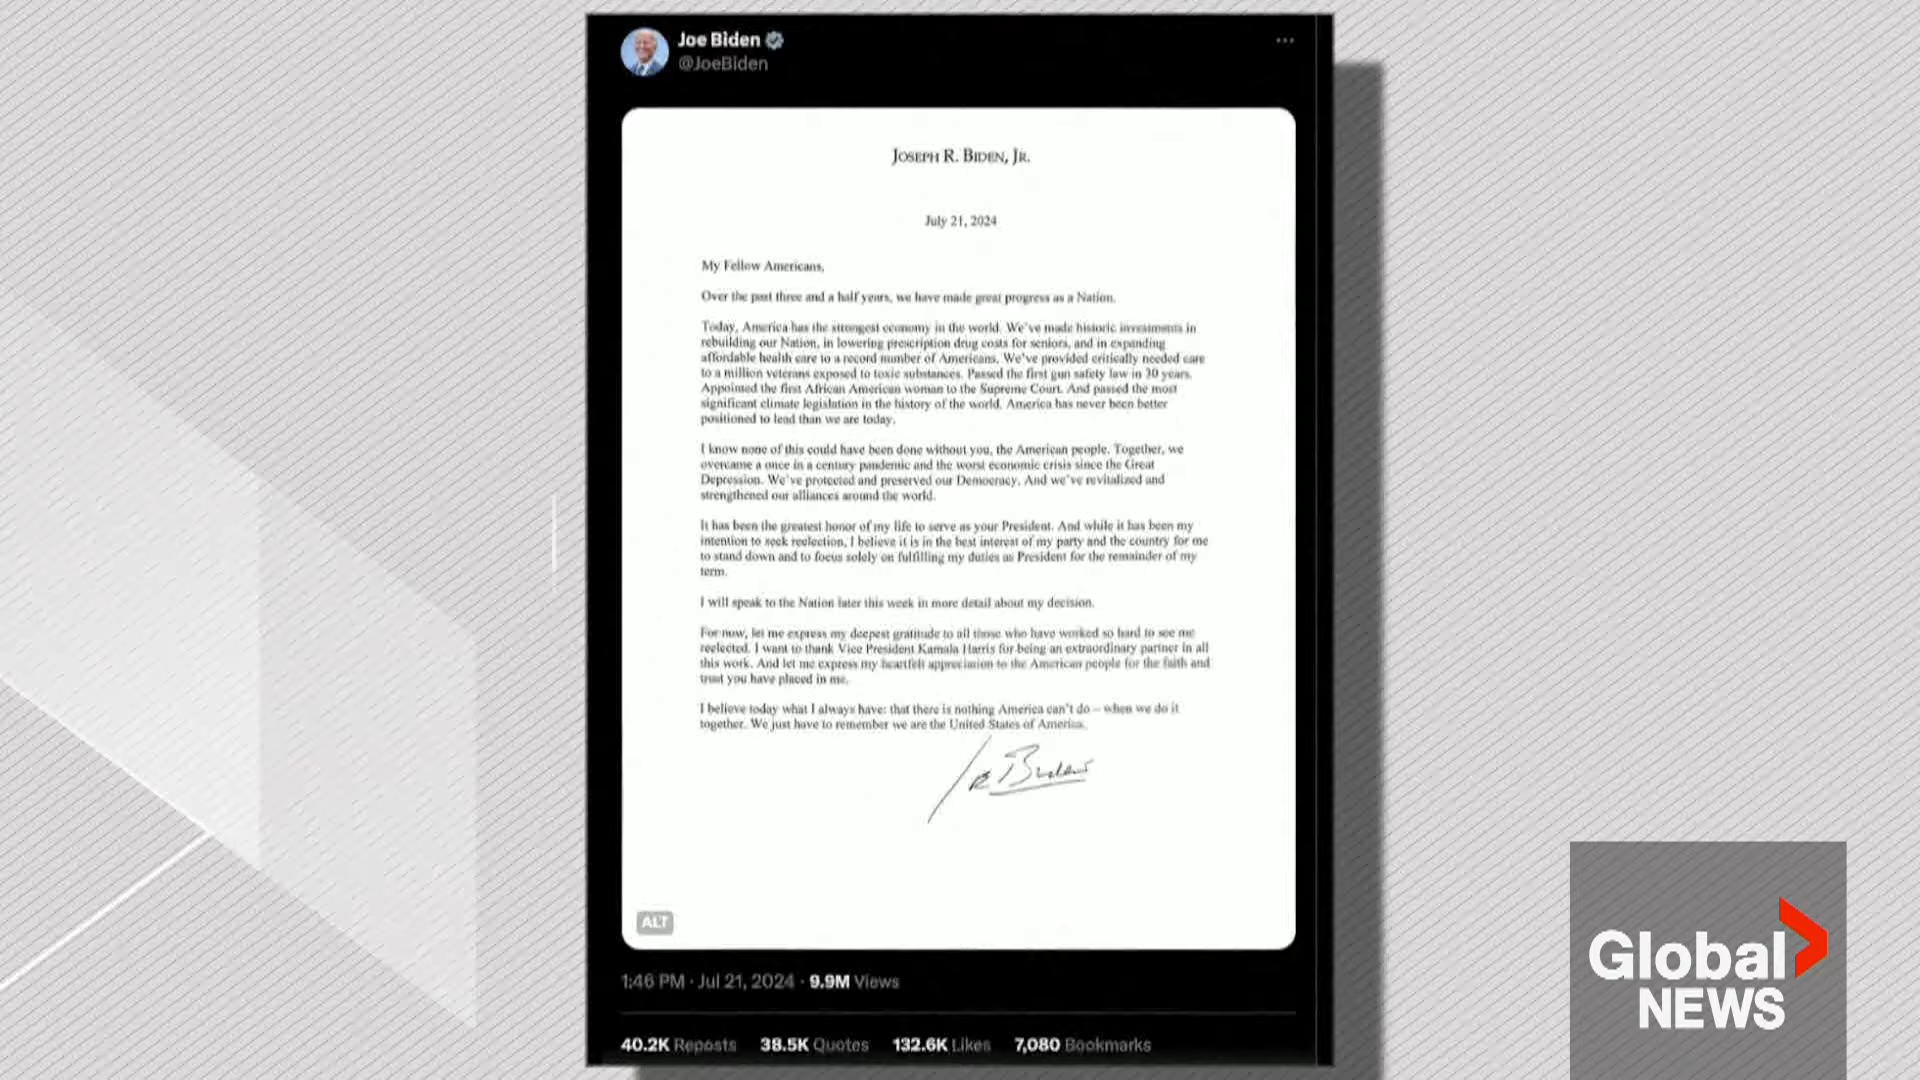 Joe Biden
@JoeBiden
JOSEPH R. BIDEN, JR.
July 21, 2024
My Fellow Americans,
Over the past three and a half years, we have made great progress as a Nation.
Today, America has the strongest economy in the world. We've made historic investments in
rebuilding our Nation, in lowering prescription drug costs for seniors, and in expanding
affordable health care to a record number of Americans. We've provided critically needed care
to a million veterans exposed to toxic substances. Passed the first gun safety law in 30 years.
Appointed the first African American woman to the Supreme Court. And passed the most
significant climate legislation in the history of the world. America has never been better
positioned to lead than we are today.
I know none of this could have been done without you, the American people. Together, we
overcame a once in a century pandemic and the worst economic crisis since the Great
Depression. We've protected and preserved our Democracy. And we've revitalized and
strengthened our alliances around the world.
It has been the greatest honor of my life to serve as your President. And while it has been my
intention to seek reelection, I believe it is in the best interest of my party and the country for me
to stand down and to focus solely on fulfilling my duties as President for the remainder of my
term.
I will speak to the Nation later this week in more detail about my decision.
For now, let me express my deepest gratitude to all those who have worked so hard to see me
reelected. I want to thank Vice President Kamala Harris for being an extraordinary partner in all
this work. And let me express my heartfelt appreciation to the American people for the faith and
trust you have placed in me.
I believe today what I always have: that there is nothing America can't do – when we do it
together. We just have to remember we are the United States of America.
Joe Biden
ALT
1:46 PM · Jul 21, 2024 · 9.9M Views
40.2K Reposts 38.5K Quotes 132.6K Likes 7,080 Bookmarks
Global
NEWS